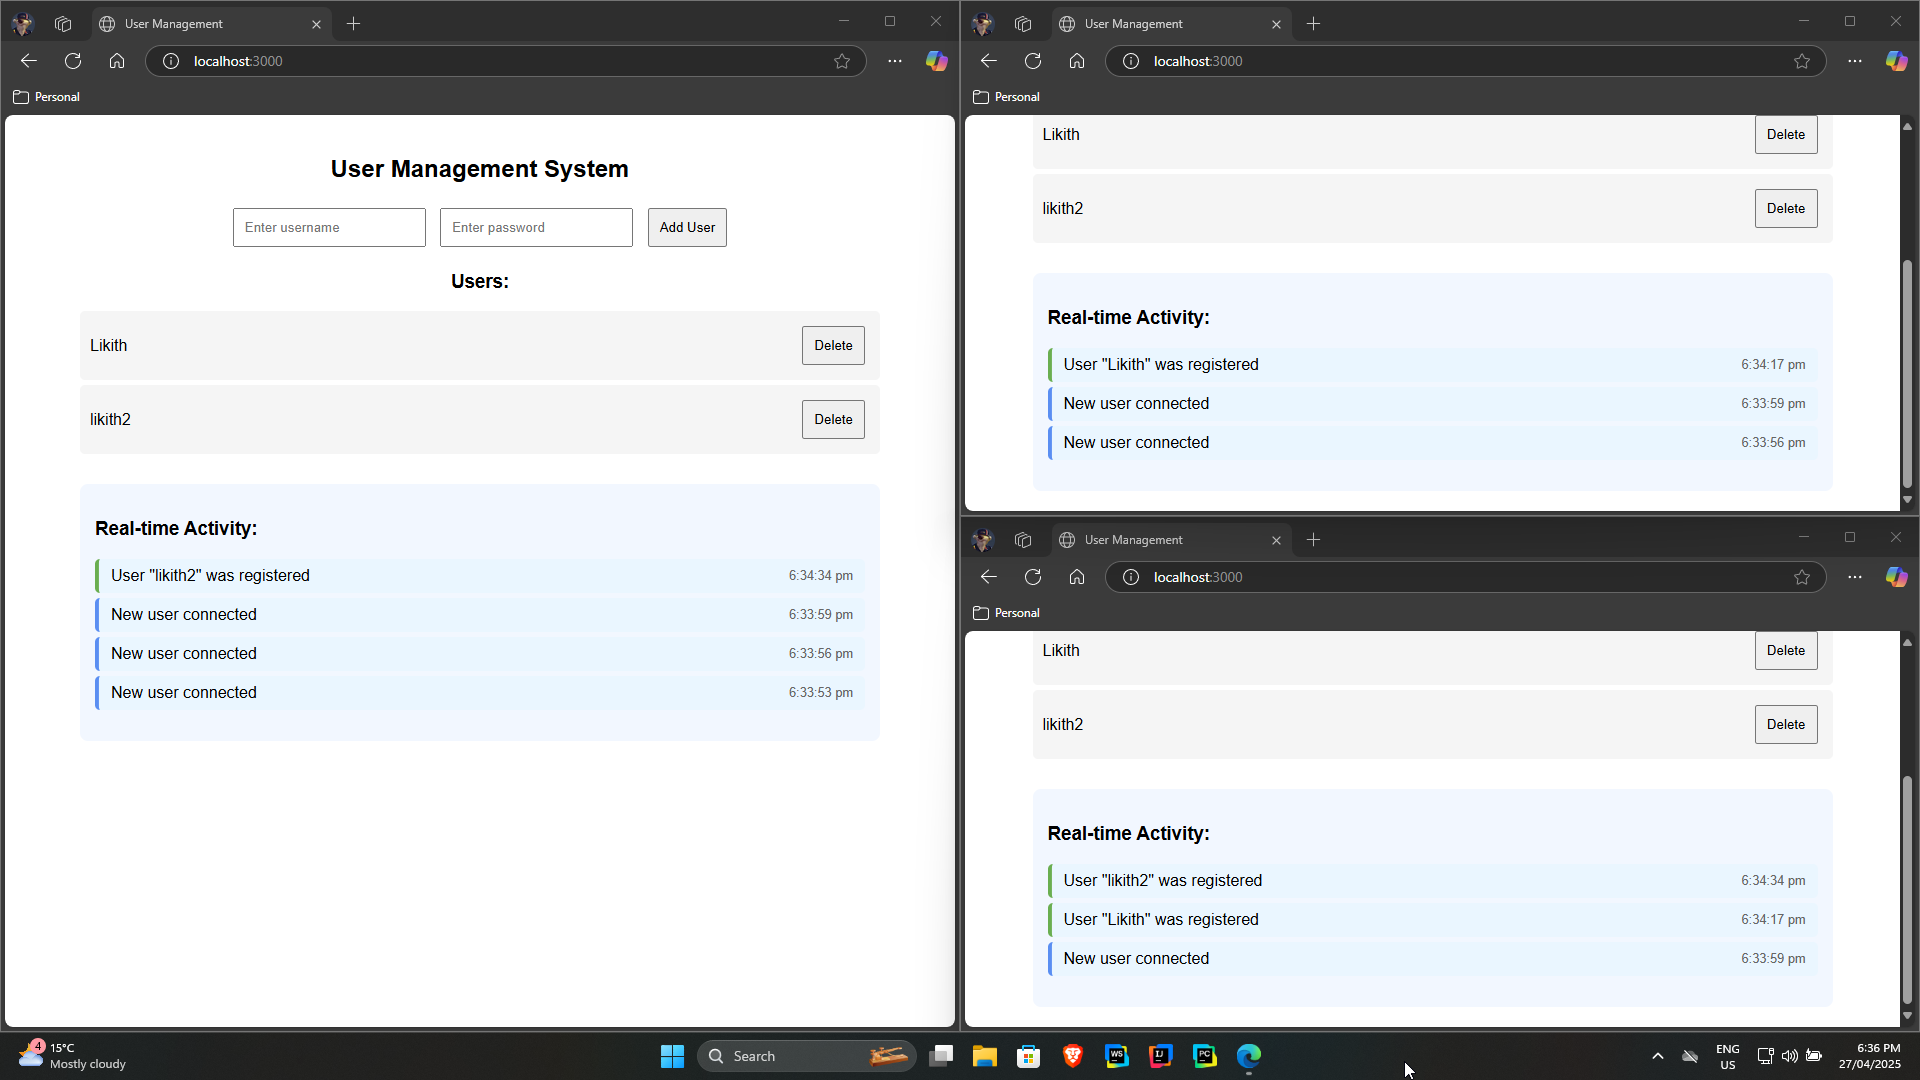 User Management
localhost:3000
Personal
User Management System
Enter username
Enter password
Add User
Users:
Likith
Delete
likith2
Delete
Real-time Activity:
User "likith2" was registered
6:34:34 pm
New user connected
6:33:59 pm
New user connected
6:33:56 pm
New user connected
6:33:53 pm
User Management
localhost:3000
Personal
Likith
Delete
likith2
Delete
Real-time Activity:
User "Likith" was registered
6:34:17 pm
New user connected
6:33:59 pm
New user connected
6:33:56 pm
User Management
localhost:3000
Personal
Likith
Delete
likith2
Delete
Real-time Activity:
User "likith2" was registered
6:34:34 pm
User "Likith" was registered
6:34:17 pm
New user connected
6:33:59 pm
4
15°C
Mostly cloudy
Search
WS
IJ
PC
ENG
US
6:36 PM
27/04/2025